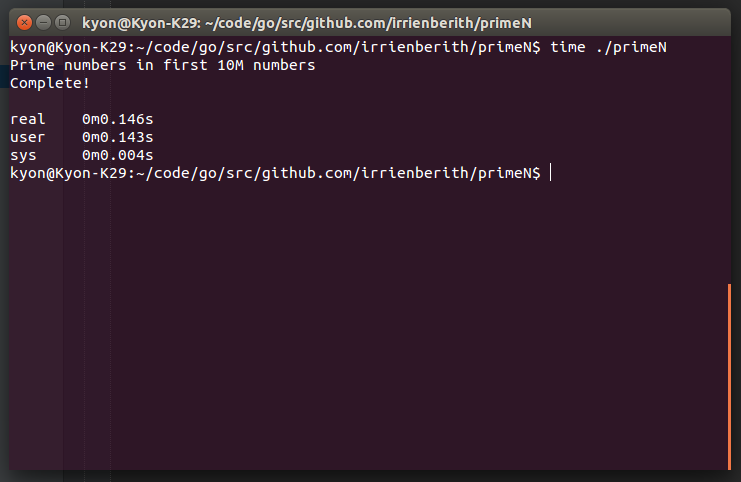 kyon@Kyon-K29: ~/code/go/src/github.com/irrienberith/primeN
kyon@Kyon-K29:~/code/go/src/github.com/irrienberith/primeN$ time ./primeN
Prime numbers in first 10M numbers
Complete!
real    0m0.146s
user    0m0.143s
sys     0m0.004s
kyon@Kyon-K29:~/code/go/src/github.com/irrienberith/primeN$